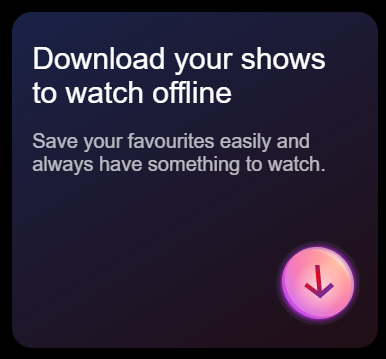 Download your shows
to watch offline
Save your favourites easily and
always have something to watch.